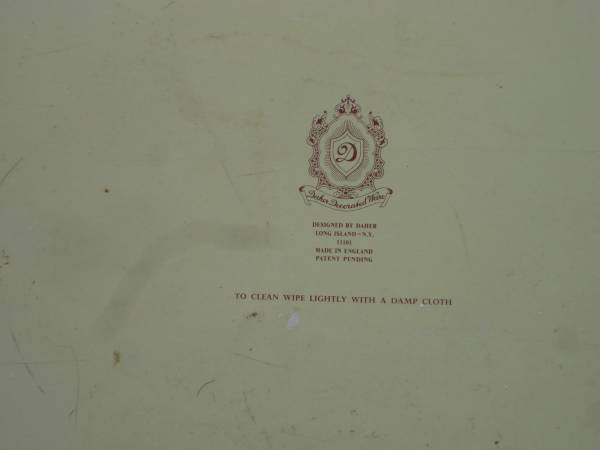 D
Daher Decorated Ware
DESIGNED BY DAHER
LONG ISLAND—N.Y.
11101
MADE IN ENGLAND
PATENT PENDING
TO CLEAN WIPE LIGHTLY WITH A DAMP CLOTH